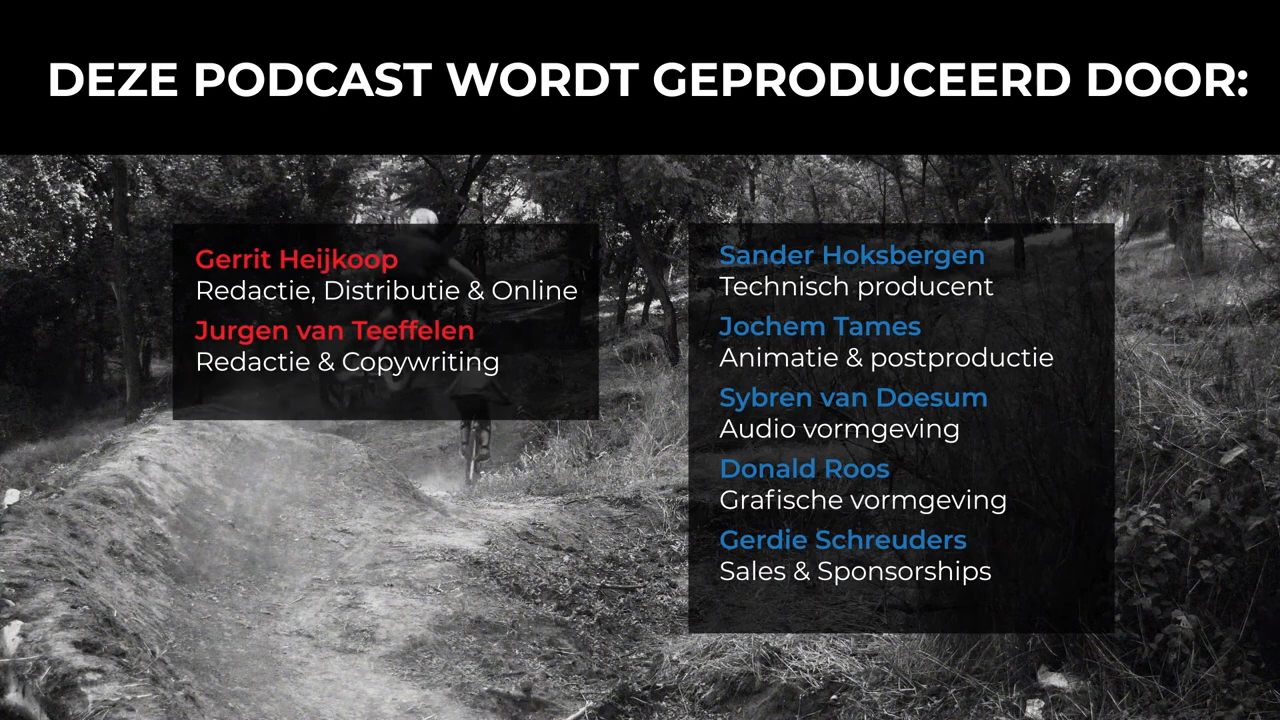 DEZE PODCAST WORDT GEPRODUCEERD DOOR:
Gerrit Heijkoop
Redactie, Distributie & Online
Jurgen van Teeffelen
Redactie & Copywriting
Sander Hoksbergen
Technisch producent
Jochem Tames
Animatie & postproductie
Sybren van Doesum
Audio vormgeving
Donald Roos
Grafische vormgeving
Gerdie Schreuders
Sales & Sponsorships